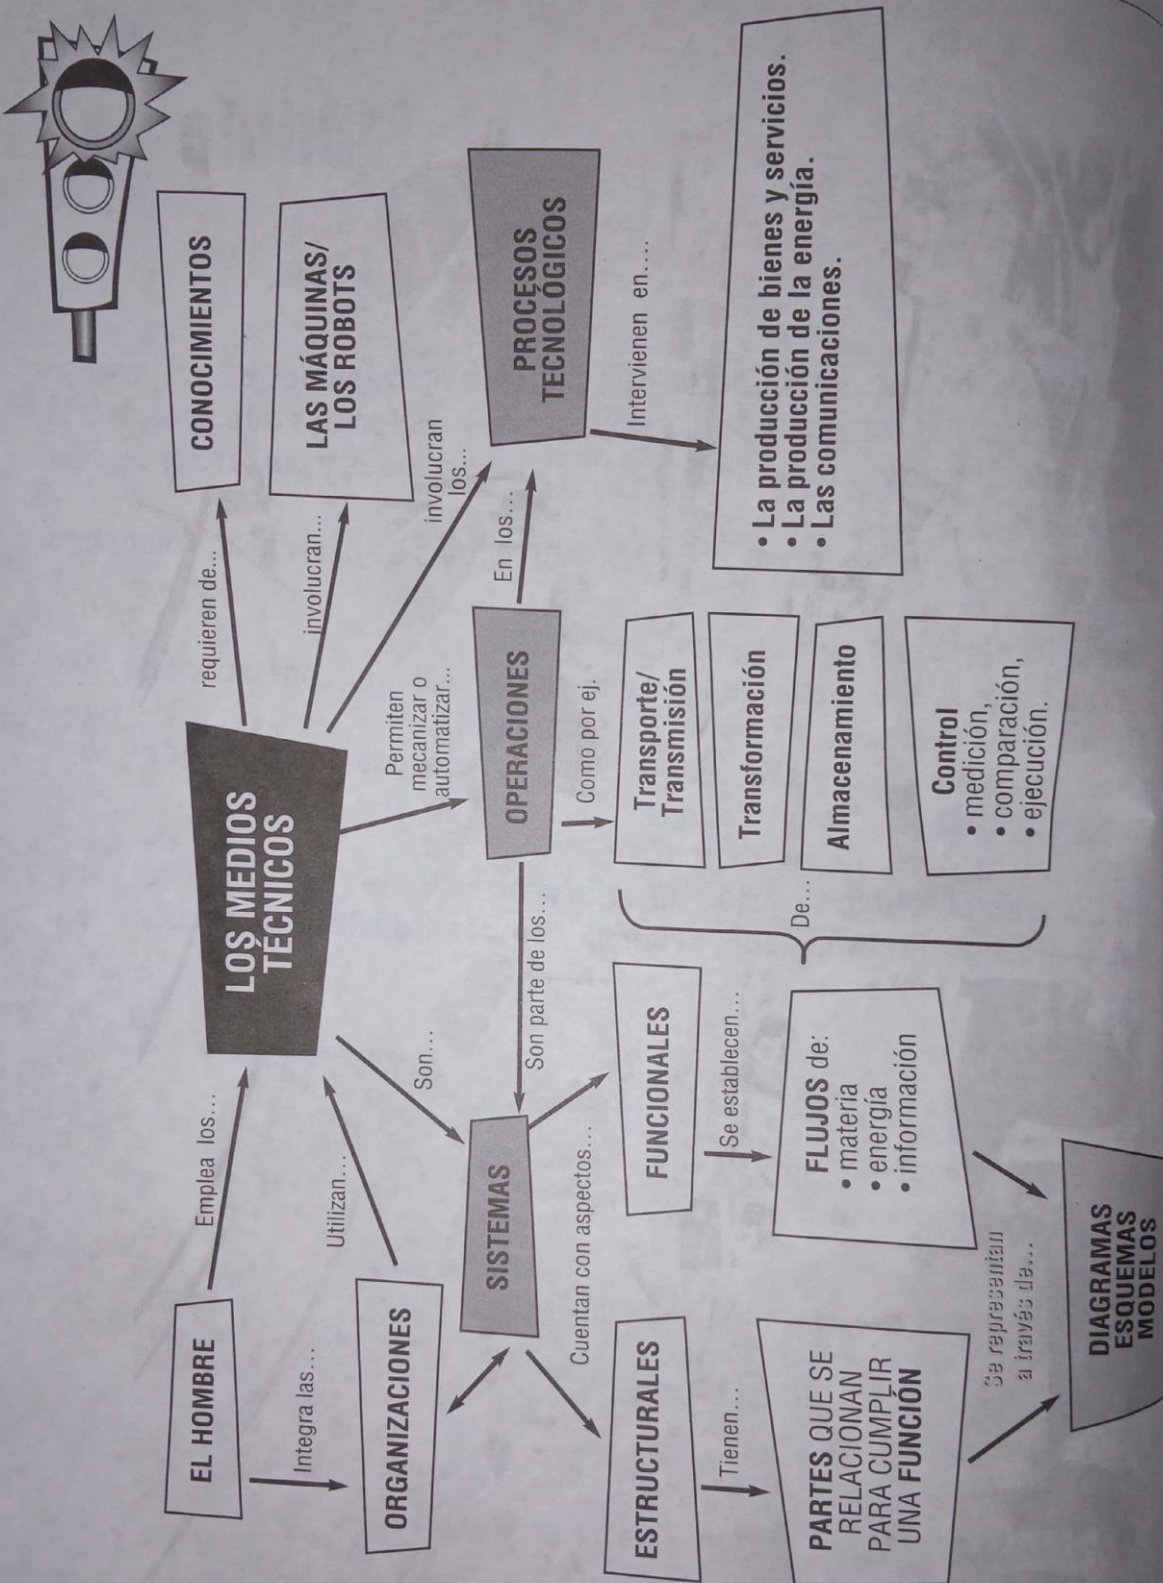 EL HOMBRE
Emplea los...
Integra las...
ORGANIZACIONES
Utilizan...
LOS MEDIOS
TÉCNICOS
requieren de...
CONOCIMIENTOS
involucran...
LAS MÁQUINAS/
LOS ROBOTS
involucran
los...
Permiten
mecanizar o
automatizar...
Son...
SISTEMAS
Son parte de los...
OPERACIONES
En los...
PROCESOS
TECNOLÓGICOS
Cuentan con aspectos...
ESTRUCTURALES
Tienen...
PARTES QUE SE
RELACIONAN
PARA CUMPLIR
UNA FUNCIÓN
FUNCIONALES
Se establecen...
FLUJOS de:
• materia
• energía
• información
De...
Como por ej.
Transporte/
Transmisión
Transformación
Almacenamiento
Control
• medición,
• comparación,
• ejecución.
Intervienen en....
• La producción de bienes y servicios.
• La producción de la energía.
• Las comunicaciones.
Se representan
a través de...
DIAGRAMAS
ESQUEMAS
MODELOS